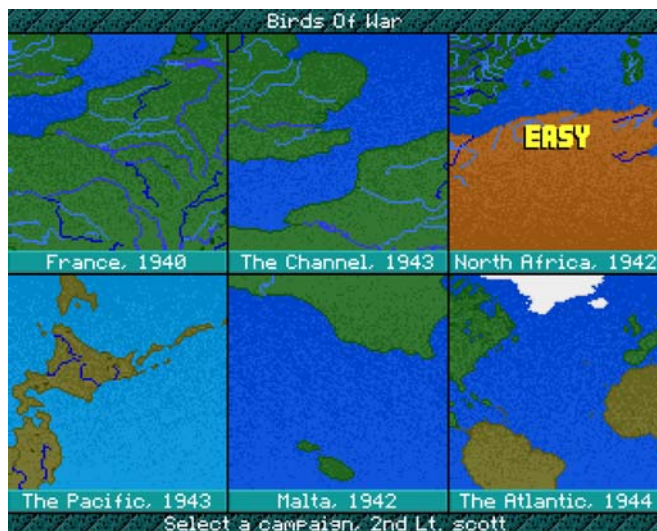 Birds Of War
EASY
France, 1940
The Channel, 1943
North Africa, 1942
The Pacific, 1943
Malta, 1942
The Atlantic, 1944
Select a campaign, 2nd Lt. scott